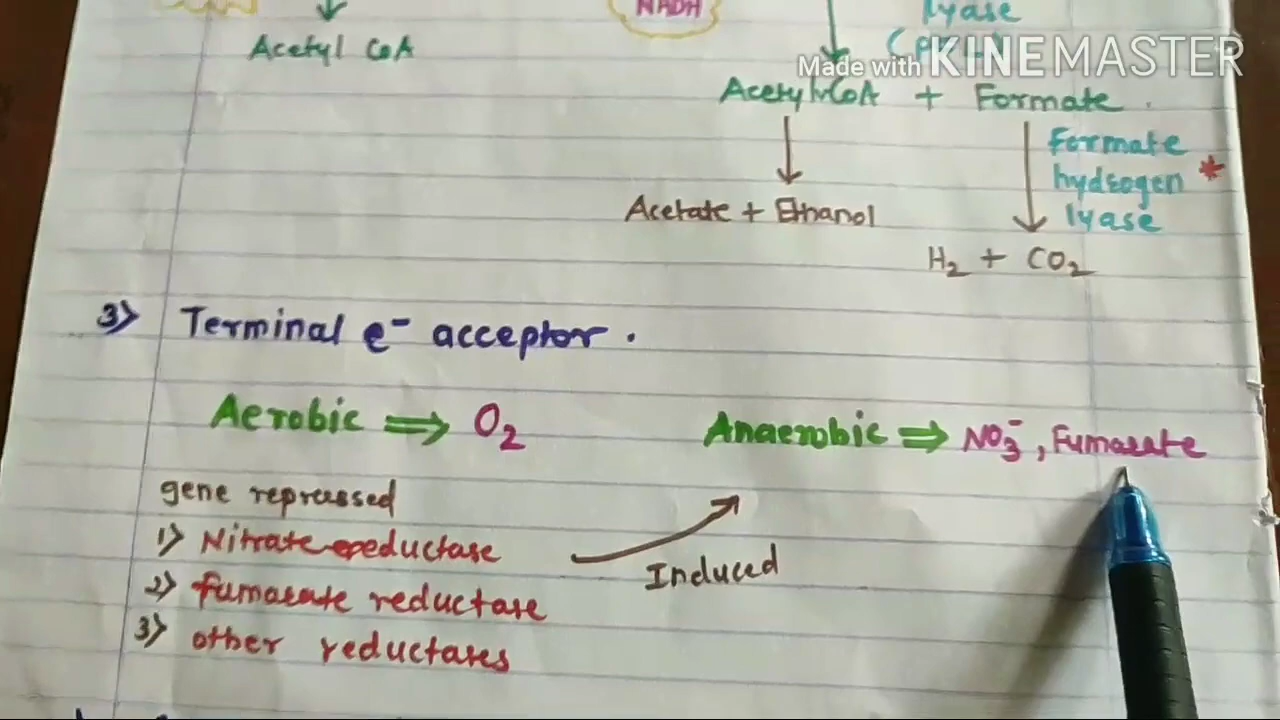 NADH
lyase
Made with KINEMASTER
Acetyl CoA
Acetyl CoA + Formate
Formate
hydrogen *
lyase
Acetate + Ethanol
H₂ + CO₂
3) Terminal e⁻ acceptor.
Aerobic ⇒ O₂
Anaerobic ⇒ NO₃⁻, Fumarate
gene repressed
1) Nitrate reductase
Induced
2) fumarate reductase
3) other reductases